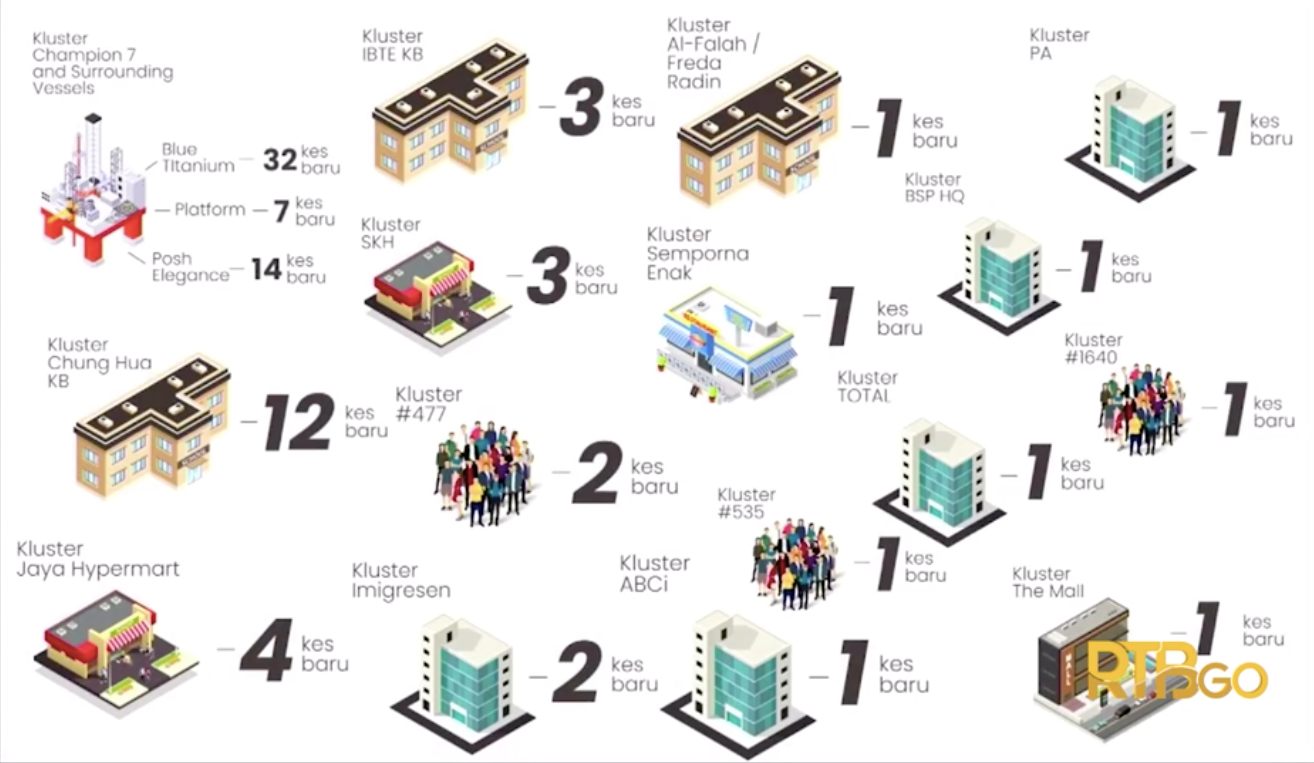 Kluster
Champion 7
and Surrounding
Vessels
Blue
TItanium
32 kes
baru
Platform
7 kes
baru
Posh
Elegance
14 kes
baru
Kluster
Chung Hua
KB
12 kes
baru
Kluster
Jaya Hypermart
4 kes
baru
Kluster
IBTE KB
3 kes
baru
Kluster
SKH
3 kes
baru
Kluster
#477
2 kes
baru
Kluster
Imigresen
2 kes
baru
Kluster
Al-Falah /
Freda
Radin
SCHOOL
1 kes
baru
Kluster
Semporna
Enak
RESTAURANT
1 kes
baru
Kluster
#535
1 kes
baru
Kluster
ABCi
1 kes
baru
Kluster
PA
1 kes
baru
Kluster
BSP HQ
1 kes
baru
Kluster
#1640
1 kes
baru
Kluster
TOTAL
1 kes
baru
Kluster
The Mall
MALL
1 kes
baru
RTBGO